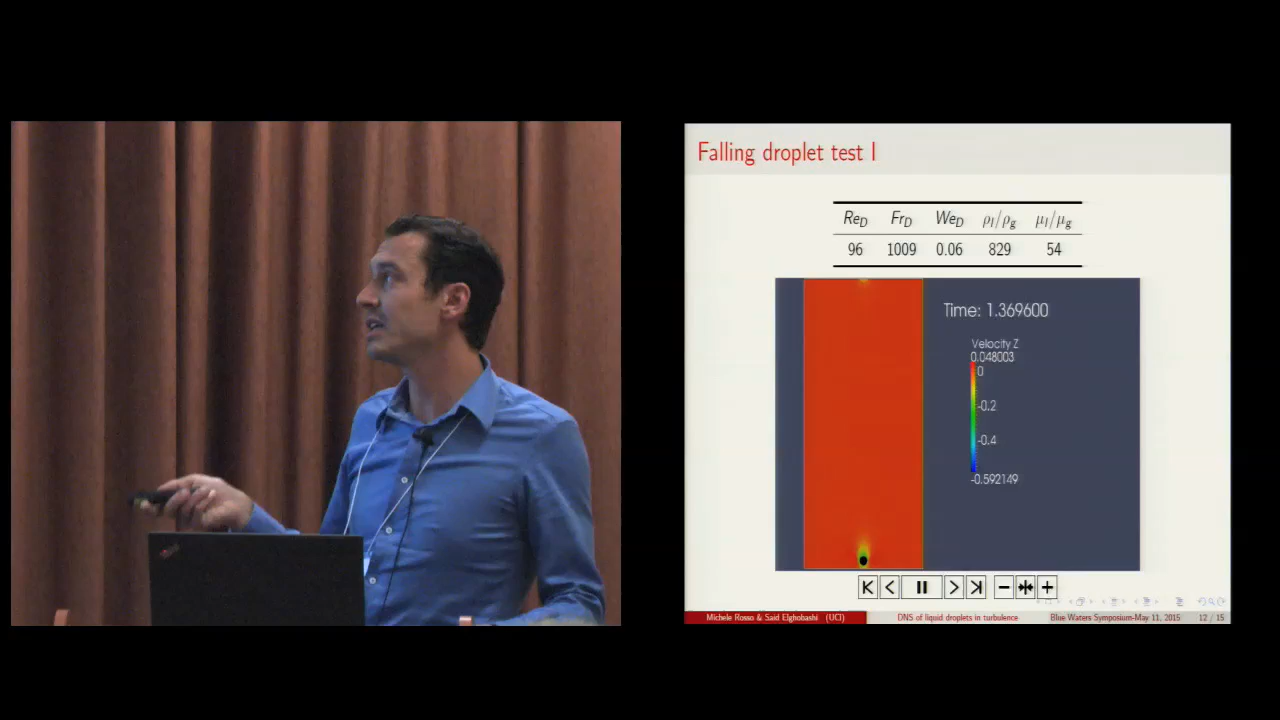 Falling droplet test I
Re_D Fr_D We_D ρ_l/ρ_g μ_l/μ_g
96 1009 0.06 829 54
Time: 1.369600
Velocity Z
0.048003
0
-0.2
-0.4
-0.592149
Michele Rosso & Said Elghobashi (UCI) DNS of liquid droplets in turbulence Blue Waters Symposium-May 11, 2015 12 / 15